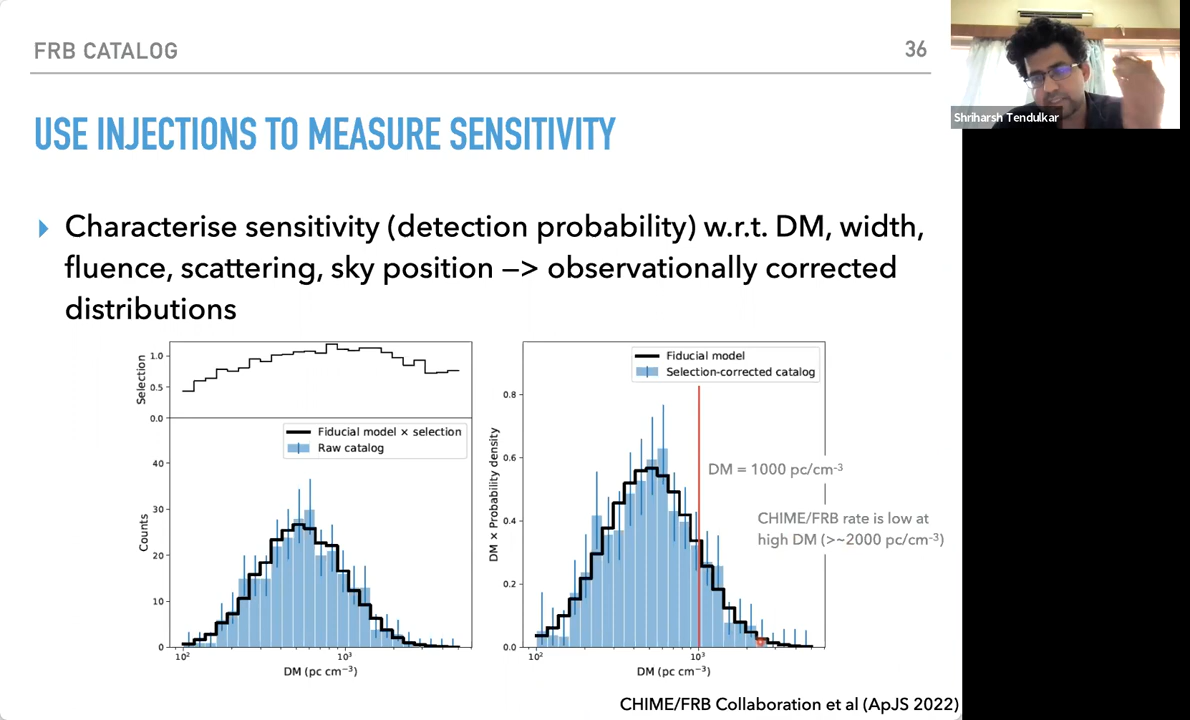 FRB CATALOG
36
Shriharsh Tendulkar
USE INJECTIONS TO MEASURE SENSITIVITY
Characterise sensitivity (detection probability) w.r.t. DM, width,
fluence, scattering, sky position —> observationally corrected
distributions
Selection
1.0
0.5
0.0
Fiducial model × selection
Raw catalog
Counts
40
30
20
10
0
10²
10³
DM (pc cm⁻³)
Fiducial model
Selection-corrected catalog
DM × Probability density
0.8
0.6
0.4
0.2
0.0
10²
10³
DM (pc cm⁻³)
DM = 1000 pc/cm⁻³
CHIME/FRB rate is low at
high DM (>~2000 pc/cm⁻³)
CHIME/FRB Collaboration et al (ApJS 2022)